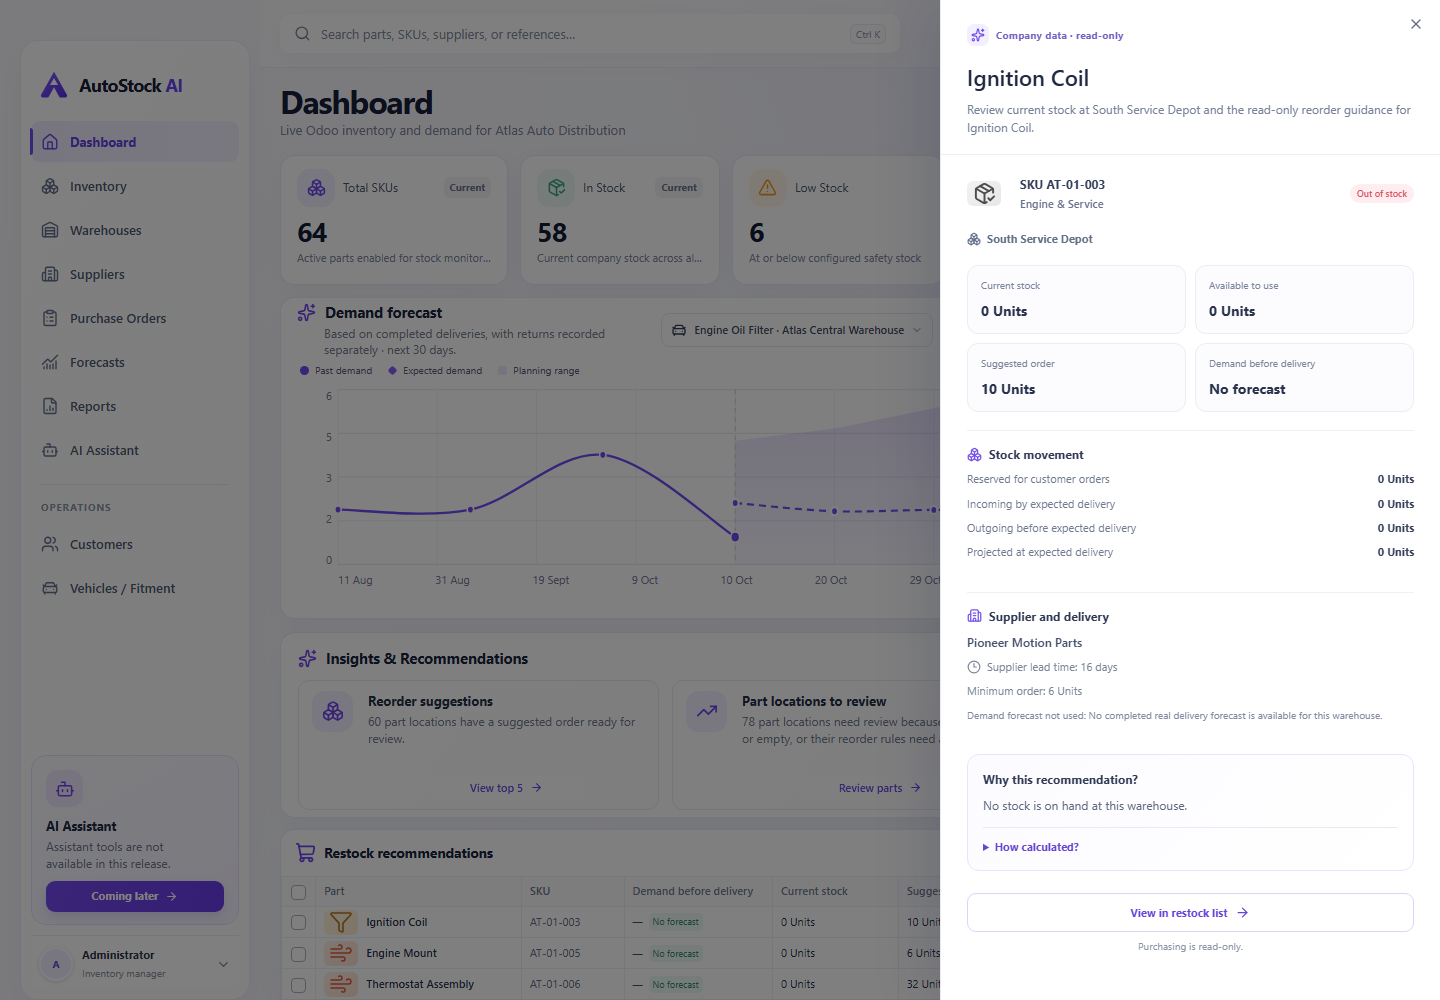 AutoStock AI
Dashboard
Inventory
Warehouses
Suppliers
Purchase Orders
Forecasts
Reports
AI Assistant
OPERATIONS
Customers
Vehicles / Fitment
AI Assistant
Assistant tools are not
available in this release.
Coming later
A
Administrator
Inventory manager
Search parts, SKUs, suppliers, or references...
Ctrl K
Dashboard
Live Odoo inventory and demand for Atlas Auto Distribution
Total SKUs
Current
64
Active parts enabled for stock monitor...
In Stock
Current
58
Current company stock across al...
Low Stock
6
At or below configured safety stock
Demand forecast
Based on completed deliveries, with returns recorded
separately · next 30 days.
Engine Oil Filter · Atlas Central Warehouse
Past demand
Expected demand
Planning range
6
5
3
2
0
11 Aug
31 Aug
19 Sept
9 Oct
10 Oct
20 Oct
29 Oct
Insights & Recommendations
Reorder suggestions
60 part locations have a suggested order ready for
review.
View top 5
Part locations to review
78 part locations need review because
or empty, or their reorder rules need
Review parts
Restock recommendations
Part SKU Demand before delivery Current stock Sugges
Ignition Coil AT-01-003 — No forecast 0 Units 10 Unit
Engine Mount AT-01-005 — No forecast 0 Units 6 Units
Thermostat Assembly AT-01-006 — No forecast 0 Units 32 Unit
Company data · read-only
Ignition Coil
Review current stock at South Service Depot and the read-only reorder guidance for
Ignition Coil.
SKU AT-01-003
Engine & Service
Out of stock
South Service Depot
Current stock
0 Units
Available to use
0 Units
Suggested order
10 Units
Demand before delivery
No forecast
Stock movement
Reserved for customer orders 0 Units
Incoming by expected delivery 0 Units
Outgoing before expected delivery 0 Units
Projected at expected delivery 0 Units
Supplier and delivery
Pioneer Motion Parts
Supplier lead time: 16 days
Minimum order: 6 Units
Demand forecast not used: No completed real delivery forecast is available for this warehouse.
Why this recommendation?
No stock is on hand at this warehouse.
How calculated?
View in restock list
Purchasing is read-only.